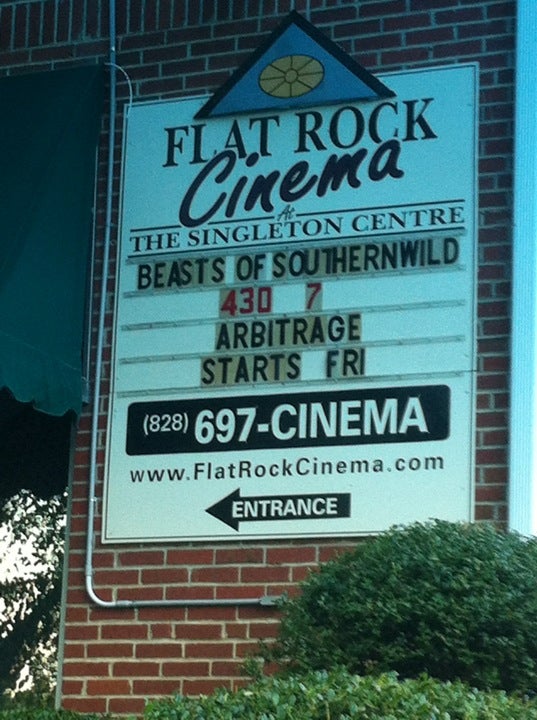 FLAT ROCK
Cinema
At
THE SINGLETON CENTRE
BEASTS OF SOUTHERNWILD
430 7
ARBITRAGE
STARTS FRI
(828) 697-CINEMA
www.FlatRockCinema.com
ENTRANCE